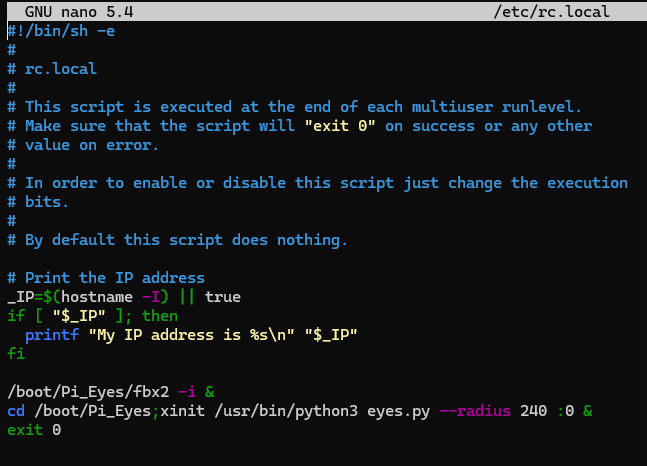 GNU nano 5.4 /etc/rc.local
#!/bin/sh -e
#
# rc.local
#
# This script is executed at the end of each multiuser runlevel.
# Make sure that the script will "exit 0" on success or any other
# value on error.
#
# In order to enable or disable this script just change the execution
# bits.
#
# By default this script does nothing.

# Print the IP address
_IP=$(hostname -I) || true
if [ "$_IP" ]; then
  printf "My IP address is %s\n" "$_IP"
fi

/boot/Pi_Eyes/fbx2 -i &
cd /boot/Pi_Eyes;xinit /usr/bin/python3 eyes.py --radius 240 :0 &
exit 0